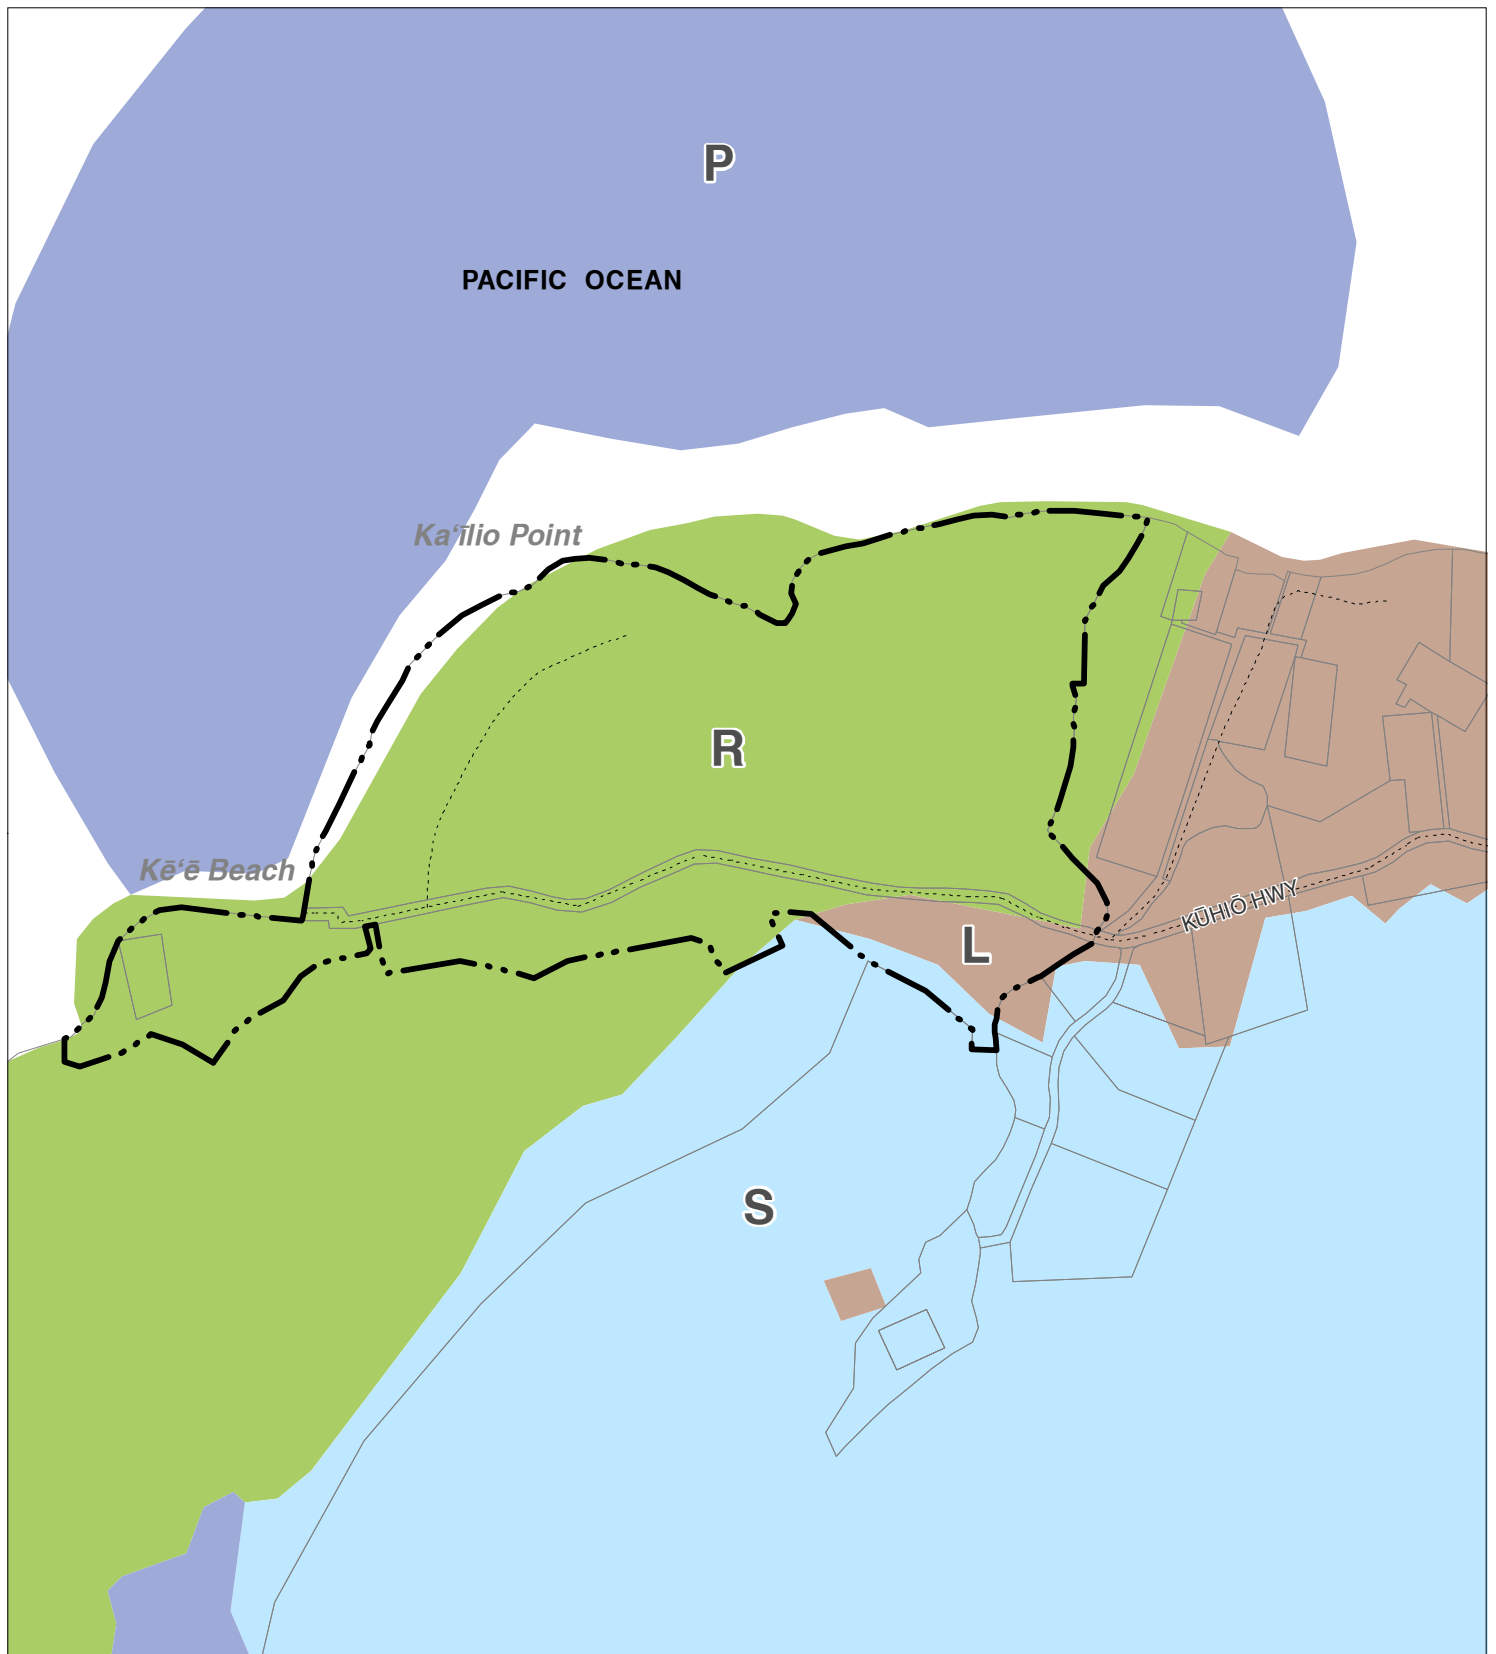 P
PACIFIC OCEAN
Ka‘īlio Point
R
Kē‘ē Beach
KŪHIŌ HWY
L
S